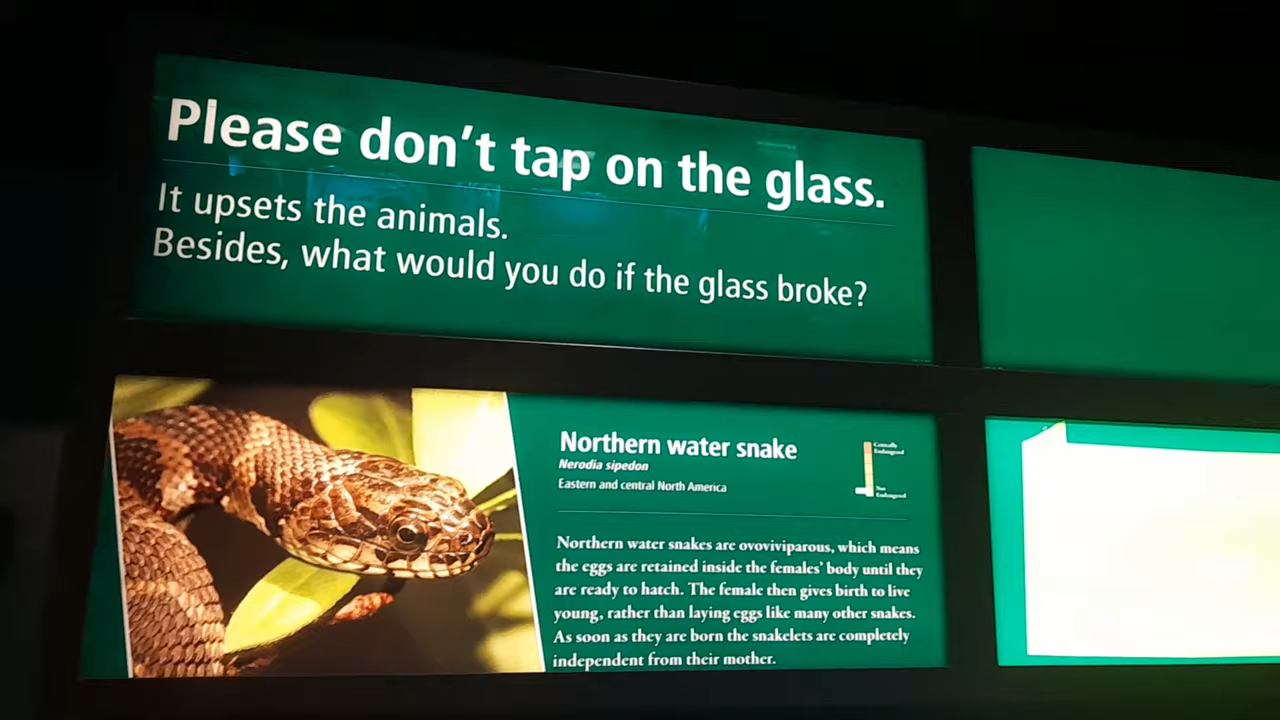 Please don't tap on the glass.
It upsets the animals.
Besides, what would you do if the glass broke?
Northern water snake
Nerodia sipedon
Eastern and central North America
Critically
Endangered
Not
Endangered
Northern water snakes are ovoviviparous, which means
the eggs are retained inside the females' body until they
are ready to hatch. The female then gives birth to live
young, rather than laying eggs like many other snakes.
As soon as they are born the snakelets are completely
independent from their mother.